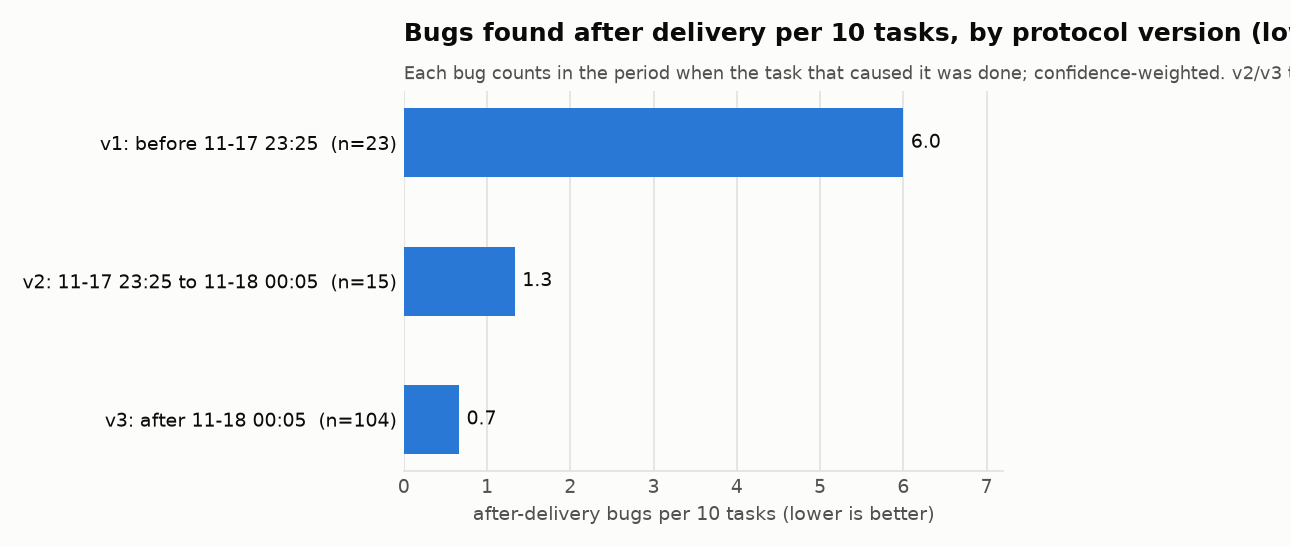 Bugs found after delivery per 10 tasks, by protocol version
Each bug counts in the period when the task that caused it was done; confidence-weighted. v2/v3
v1: before 11-17 23:25 (n=23)
6.0
v2: 11-17 23:25 to 11-18 00:05 (n=15)
1.3
v3: after 11-18 00:05 (n=104)
0.7
0 1 2 3 4 5 6 7
after-delivery bugs per 10 tasks (lower is better)